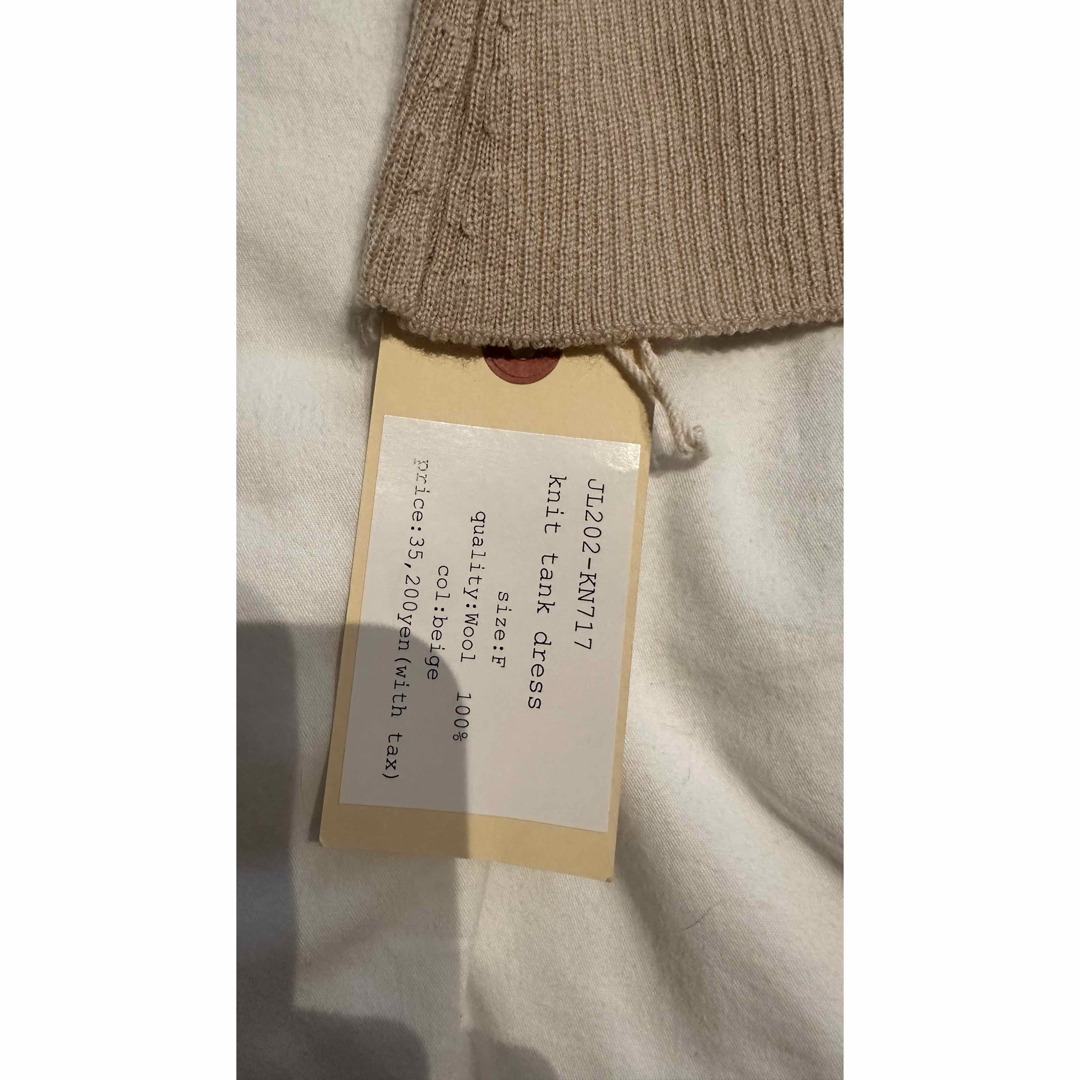 JL202-KN717
knit tank dress
size:F
quality:Wool 100%
col:beige
price:35,200yen(with tax)